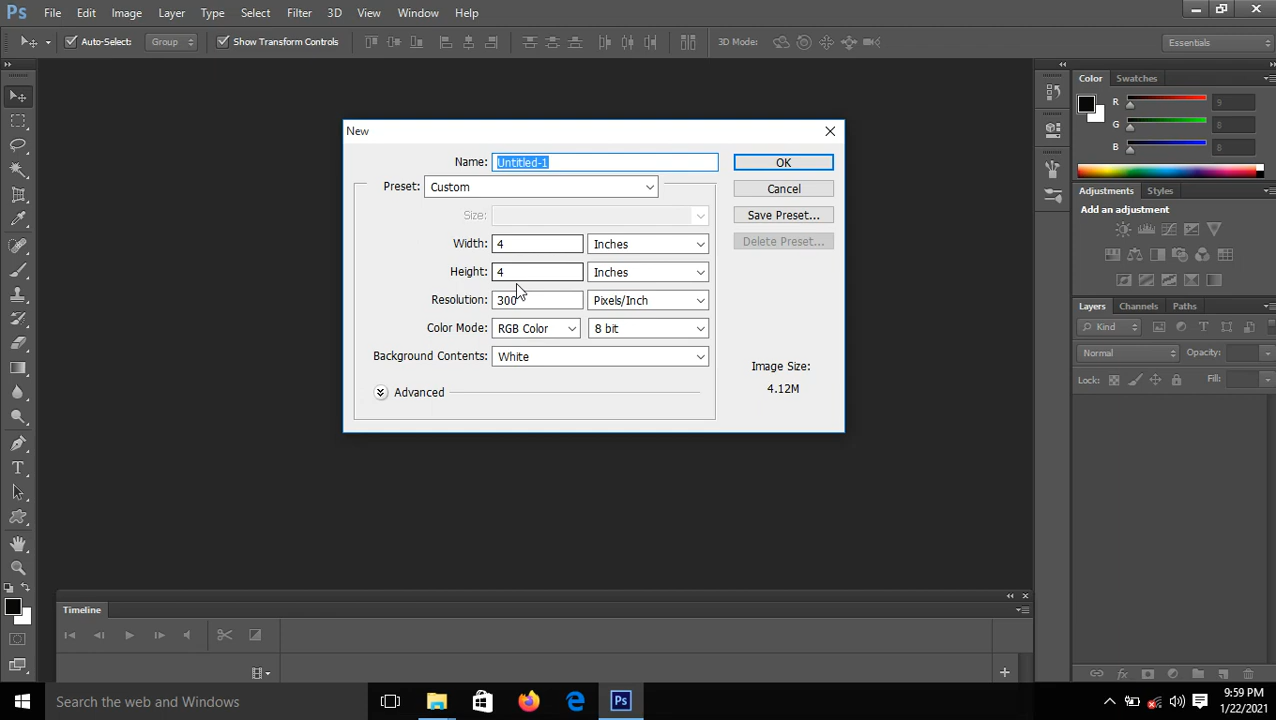 Ps File Edit Image Layer Type Select Filter 3D View Window Help
Auto-Select: Group Show Transform Controls 3D Mode: Essentials
New
Name: Untitled-1 OK
Preset: Custom Cancel
Size: Save Preset...
Width: 4 Inches Delete Preset...
Height: 4 Inches
Resolution: 300 Pixels/Inch
Color Mode: RGB Color 8 bit
Background Contents: White Image Size:
4.12M
Advanced
Color Swatches
R 9
G 8
B 6
Adjustments Styles
Add an adjustment
Layers Channels Paths
Kind
Normal Opacity:
Lock: Fill:
Timeline
Search the web and Windows Ps 9:59 PM
1/22/2021